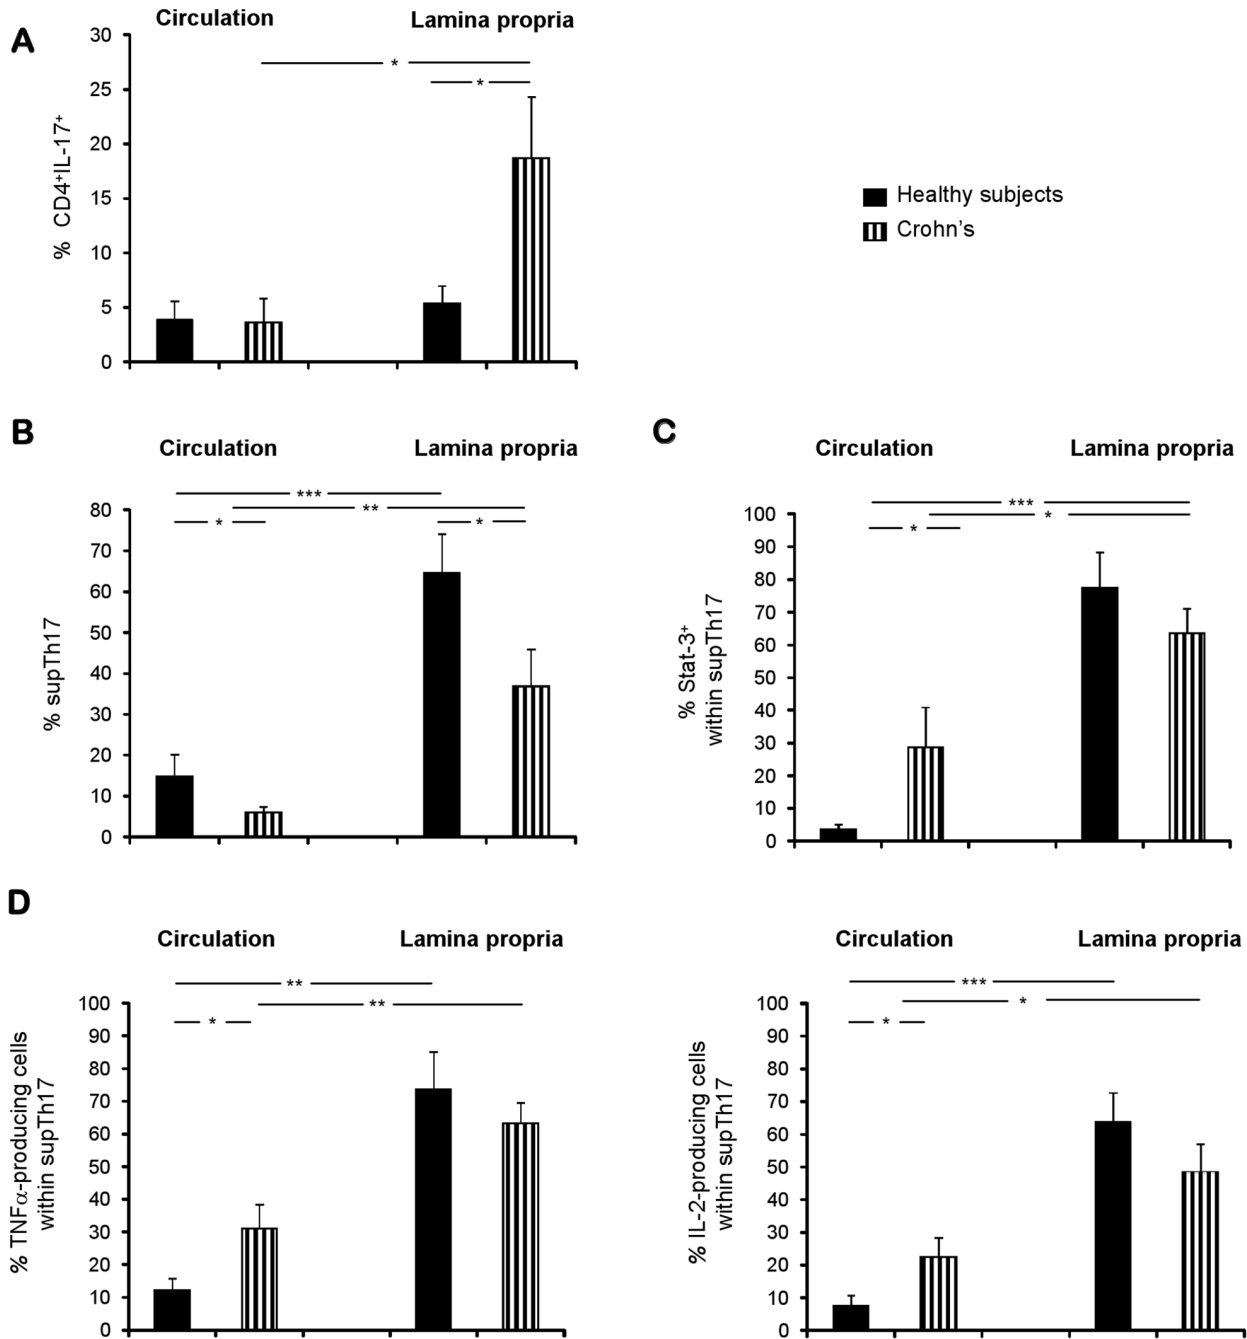 A
Circulation Lamina propria
30
25
20
15
10
5
0
% CD4+IL-17+
* *
Healthy subjects
Crohn's
B
Circulation Lamina propria
*** ** * *
80
70
60
50
40
30
20
10
0
% supTh17
C
Circulation Lamina propria
*** * *
100
90
80
70
60
50
40
30
20
10
0
% Stat-3+
within supTh17
D
Circulation Lamina propria
** ** *
100
90
80
70
60
50
40
30
20
10
0
% TNFα-producing cells
within supTh17
Circulation Lamina propria
*** * *
100
90
80
70
60
50
40
30
20
10
0
% IL-2-producing cells
within supTh17